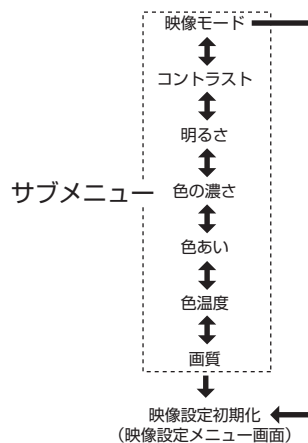 映像モード
コントラスト
明るさ
サブメニュー
色の濃さ
色あい
色温度
画質
映像設定初期化
（映像設定メニュー画面）